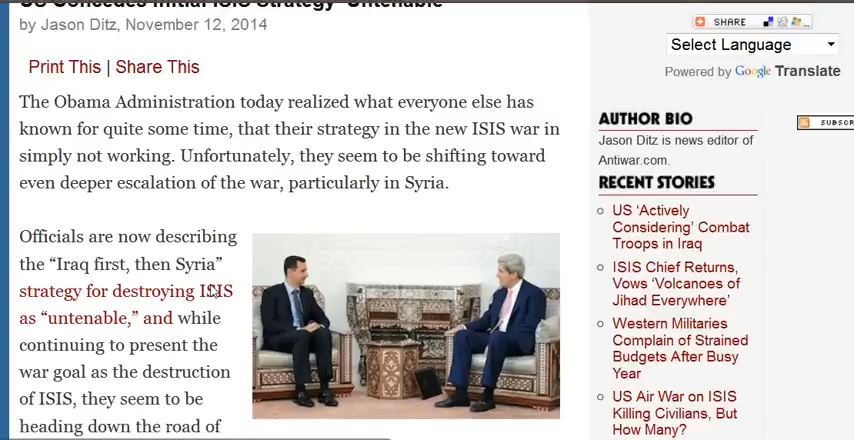 US Concedes Initial ISIS Strategy 'Untenable'
by Jason Ditz, November 12, 2014
Print This | Share This
The Obama Administration today realized what everyone else has
known for quite some time, that their strategy in the new ISIS war in
simply not working. Unfortunately, they seem to be shifting toward
even deeper escalation of the war, particularly in Syria.
Officials are now describing
the “Iraq first, then Syria”
strategy for destroying ISIS
as “untenable,” and while
continuing to present the
war goal as the destruction
of ISIS, they seem to be
heading down the road of
SHARE
Select Language
Powered by Google Translate
AUTHOR BIO
Jason Ditz is news editor of
Antiwar.com.
RECENT STORIES
US ‘Actively
Considering’ Combat
Troops in Iraq
ISIS Chief Returns,
Vows ‘Volcanoes of
Jihad Everywhere’
Western Militaries
Complain of Strained
Budgets After Busy
Year
US Air War on ISIS
Killing Civilians, But
How Many?